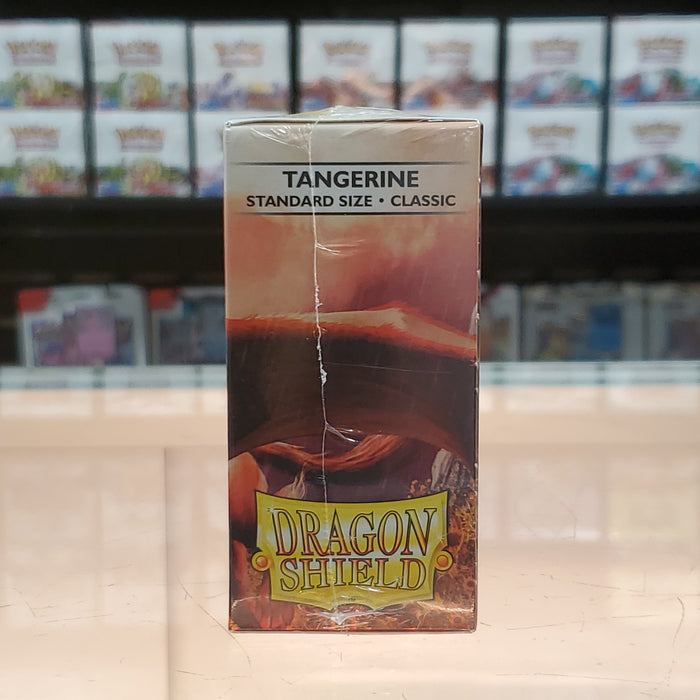 TANGERINE
STANDARD SIZE • CLASSIC
DRAGON
SHIELD